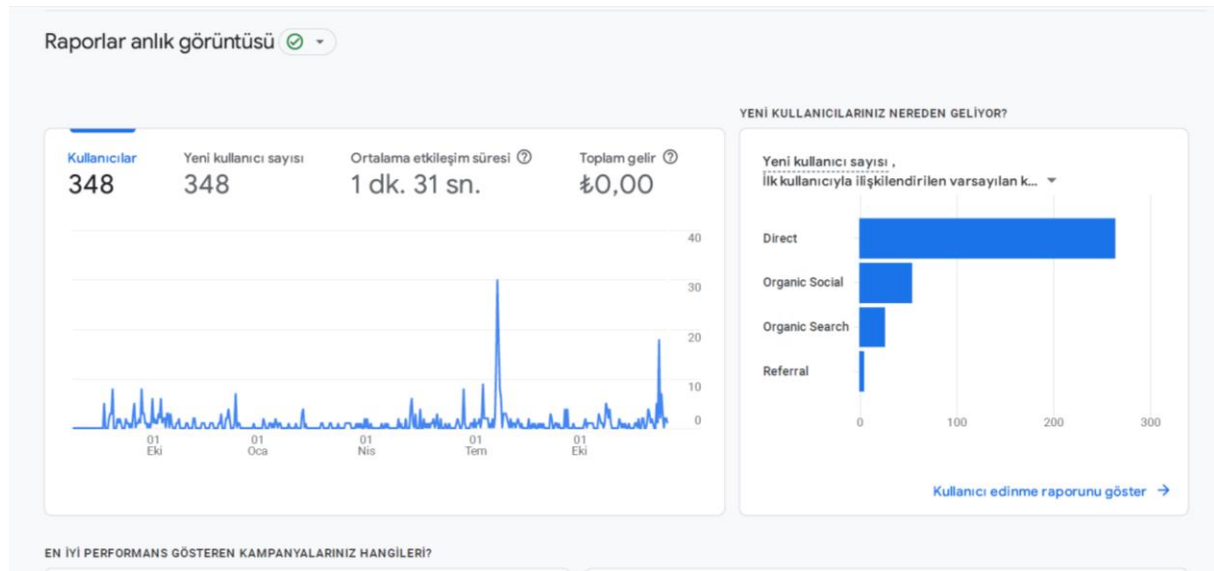 Raporlar anlık görüntüsü
YENİ KULLANICILARINIZ NEREDEN GELİYOR?
Kullanıcılar
348
Yeni kullanıcı sayısı
348
Ortalama etkileşim süresi
1 dk. 31 sn.
Toplam gelir
₺0,00
40
30
20
10
0
01
Eki
01
Oca
01
Nis
01
Tem
01
Eki
Yeni kullanıcı sayısı ,
İlk kullanıcıyla ilişkilendirilen varsayılan k...
Direct
Organic Social
Organic Search
Referral
0
100
200
300
Kullanıcı edinme raporunu göster
EN İYİ PERFORMANS GÖSTEREN KAMPANYALARINIZ HANGİLERİ?